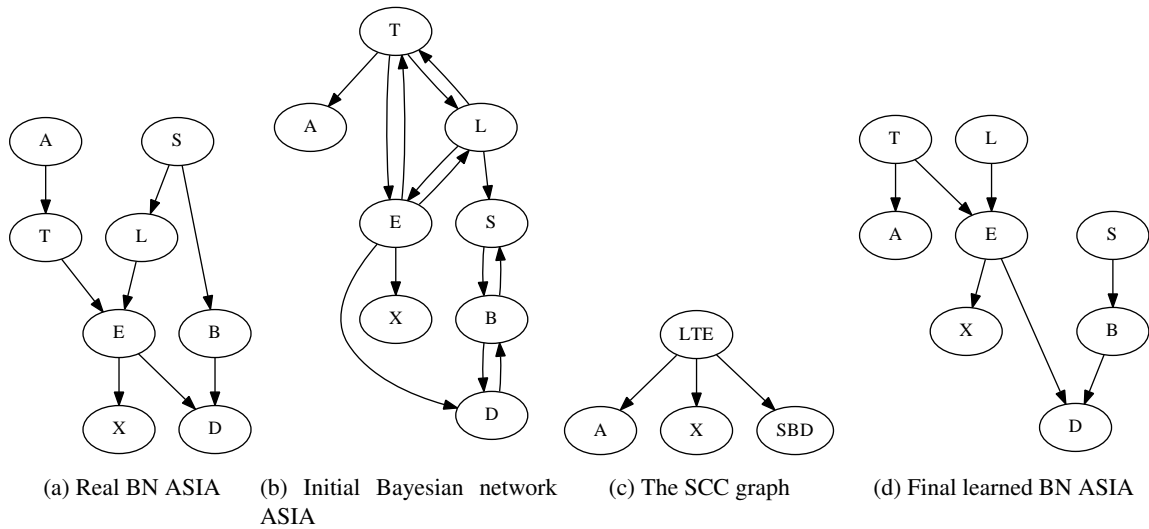 A
S
T
L
E
B
X
D
(a) Real BN ASIA
T
A
L
E
S
X
B
D
(b) Initial Bayesian network
ASIA
LTE
A
X
SBD
(c) The SCC graph
T
L
A
E
S
X
B
D
(d) Final learned BN ASIA